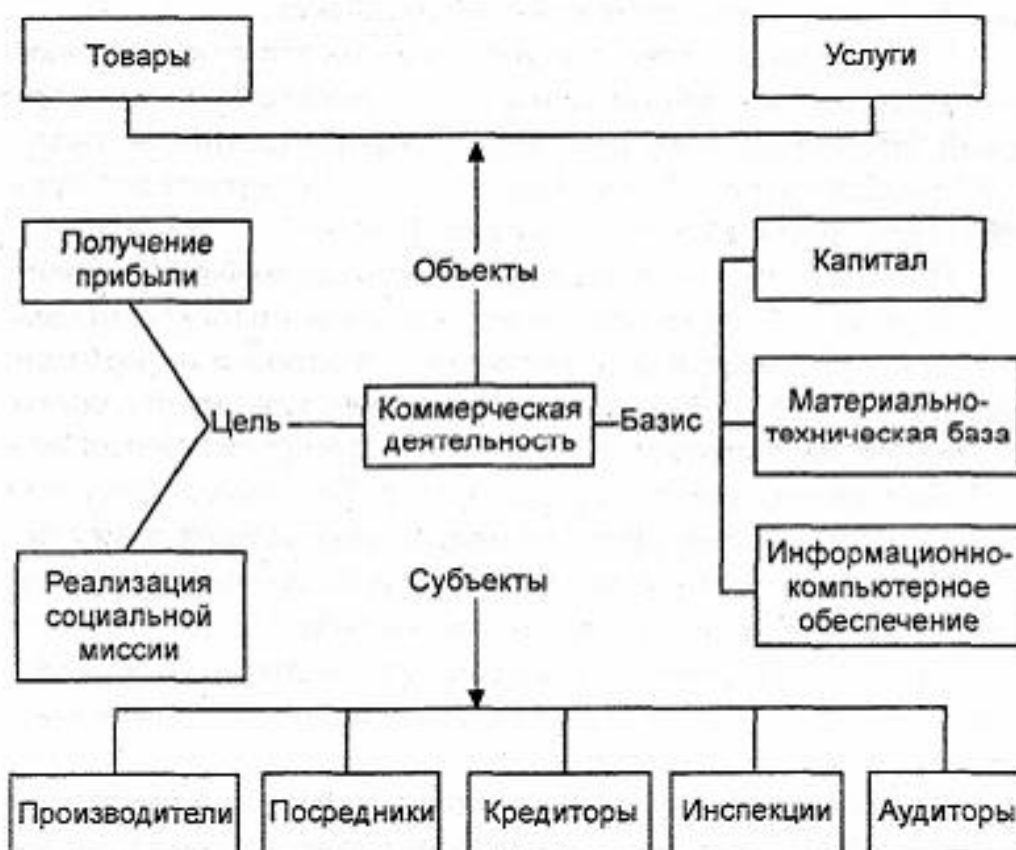 Товары
Услуги
Получение
прибыли
Объекты
Капитал
Цель
Коммерческая
деятельность
Базис
Материально-
техническая база
Реализация
социальной
миссии
Субъекты
Информационно-
компьютерное
обеспечение
Производители
Посредники
Кредиторы
Инспекции
Аудиторы